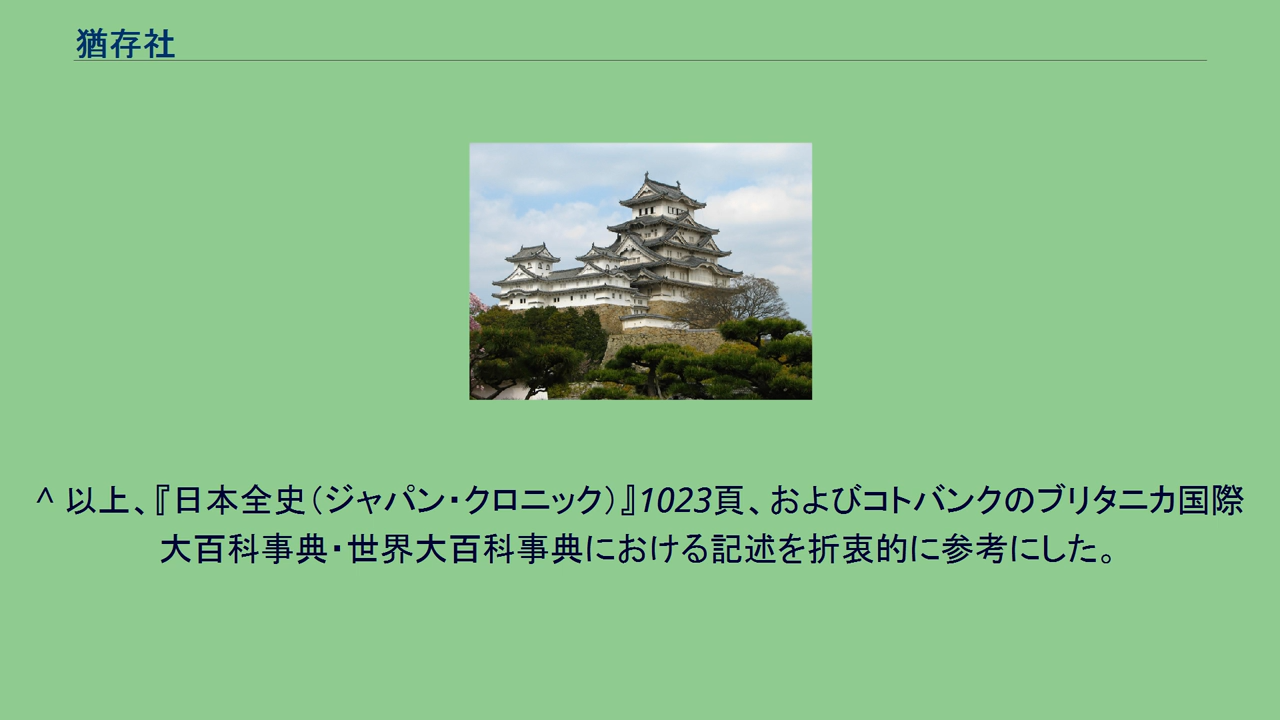 猶存社
^ 以上、『日本全史（ジャパン・クロニック）』1023頁、およびコトバンクのブリタニカ国際
大百科事典・世界大百科事典における記述を折衷的に参考にした。